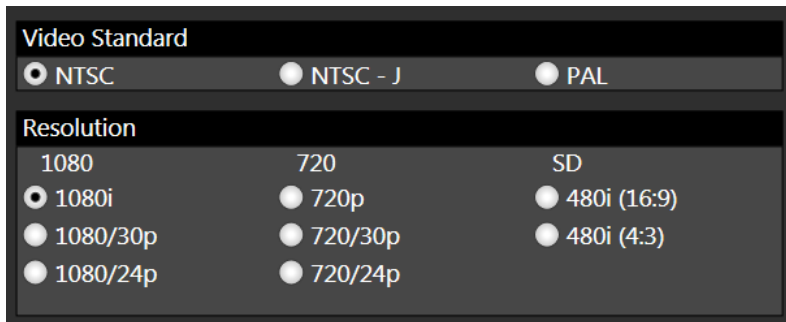 Video Standard
NTSC NTSC - J PAL
Resolution
1080 720 SD
1080i 720p 480i (16:9)
1080/30p 720/30p 480i (4:3)
1080/24p 720/24p